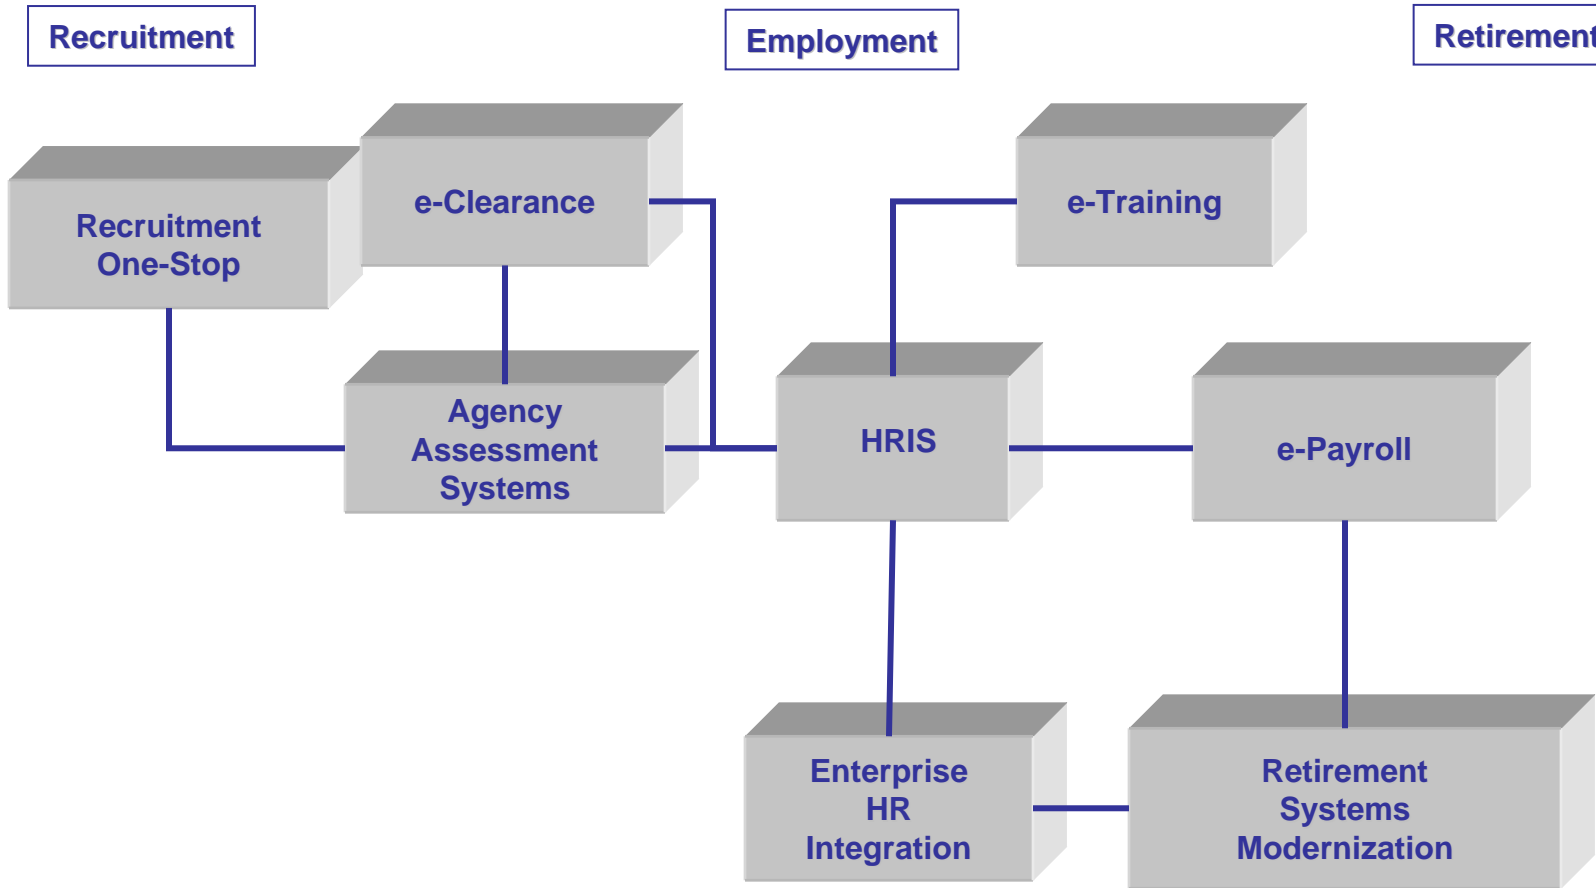 Recruitment
Employment
Retirement
e-Clearance
e-Training
Recruitment
One-Stop
Agency
Assessment
Systems
HRIS
e-Payroll
Enterprise
HR
Integration
Retirement
Systems
Modernization